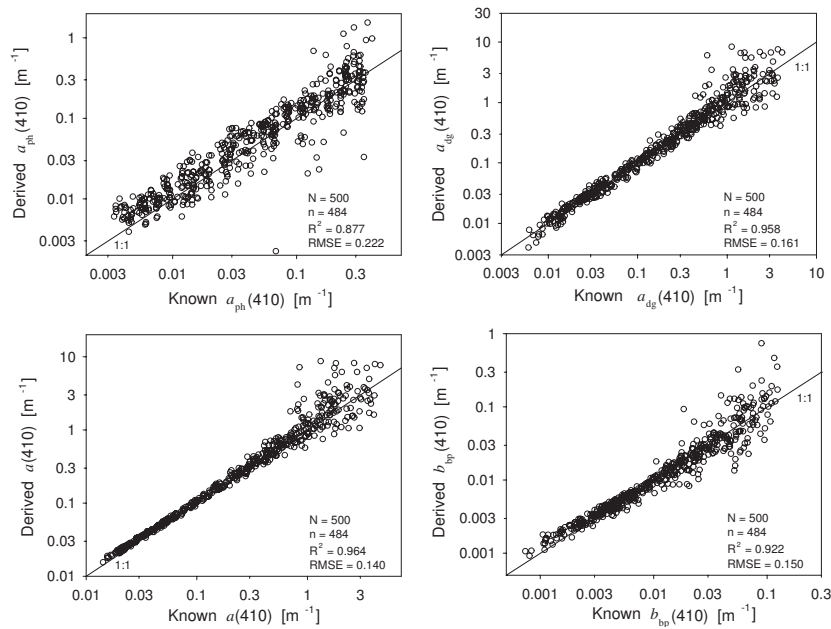 1
0.3
0.1
0.03
0.01
0.003
Derived a_ph(410) [m^-1]
N = 500
n = 484
R^2 = 0.877
RMSE = 0.222
1:1
0.003 0.01 0.03 0.1 0.3
Known a_ph(410) [m^-1]
30
10
3
1
0.3
0.1
0.03
0.01
0.003
Derived a_dg(410) [m^-1]
1:1
N = 500
n = 484
R^2 = 0.958
RMSE = 0.161
0.003 0.01 0.03 0.1 0.3 1 3 10
Known a_dg(410) [m^-1]
10
3
1
0.3
0.1
0.03
0.01
Derived a(410) [m^-1]
N = 500
n = 484
R^2 = 0.964
RMSE = 0.140
1:1
0.01 0.03 0.1 0.3 1 3
Known a(410) [m^-1]
1
0.3
0.1
0.03
0.01
0.003
0.001
Derived b_bp(410) [m^-1]
1:1
N = 500
n = 484
R^2 = 0.922
RMSE = 0.150
0.001 0.003 0.01 0.03 0.1 0.3
Known b_bp(410) [m^-1]